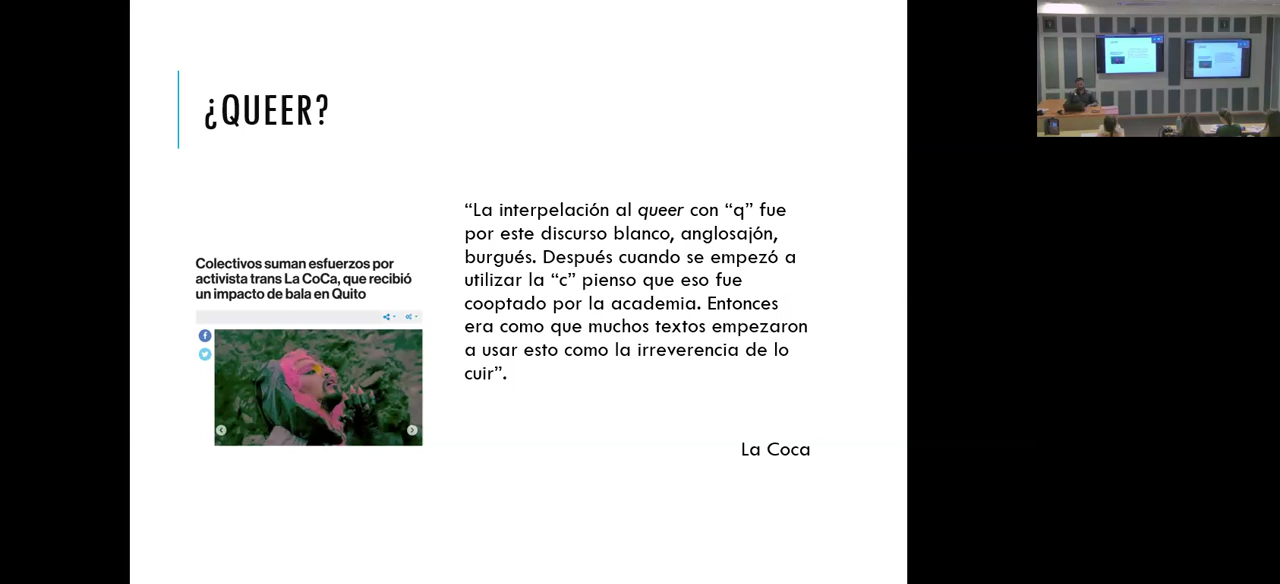 ¿QUEER?
“La interpelación al queer con “q” fue
por este discurso blanco, anglosajón,
burgués. Después cuando se empezó a
utilizar la “c” pienso que eso fue
cooptado por la academia. Entonces
era como que muchos textos empezaron
a usar esto como la irreverencia de lo
cuir”.
La Coca
Colectivos suman esfuerzos por
activista trans La CoCa, que recibió
un impacto de bala en Quito